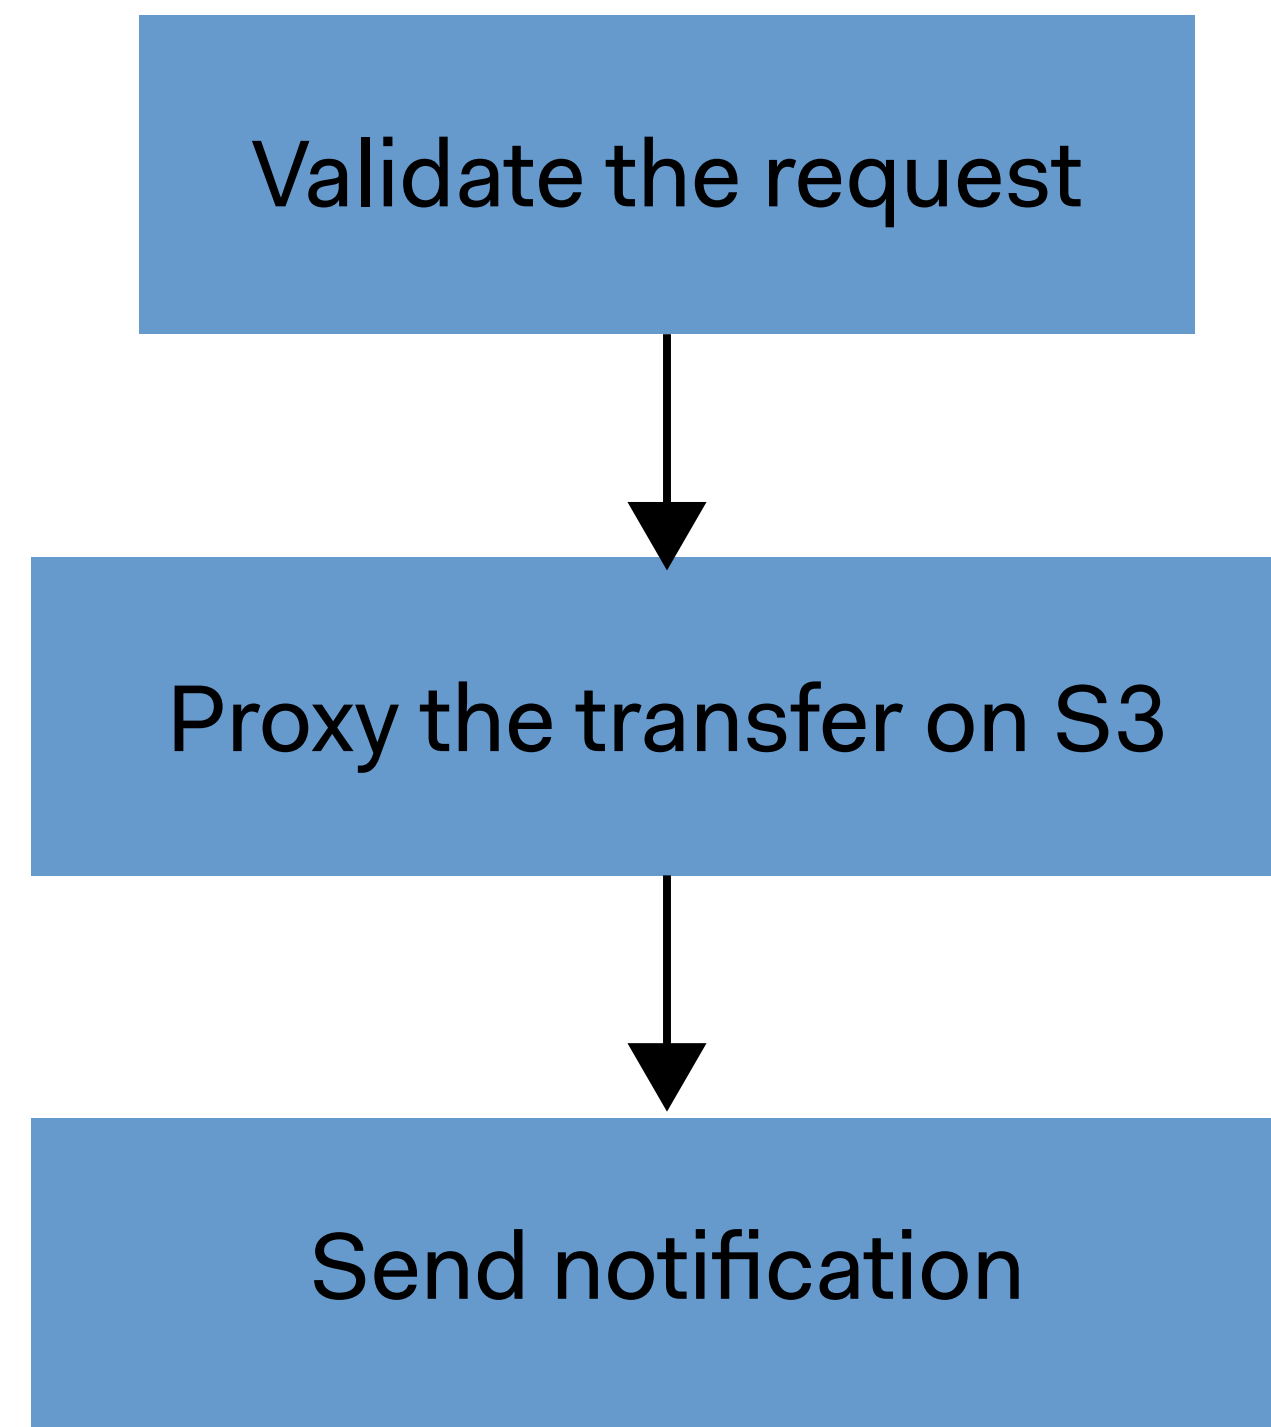 Validate the request
Proxy the transfer on S3
Send notification